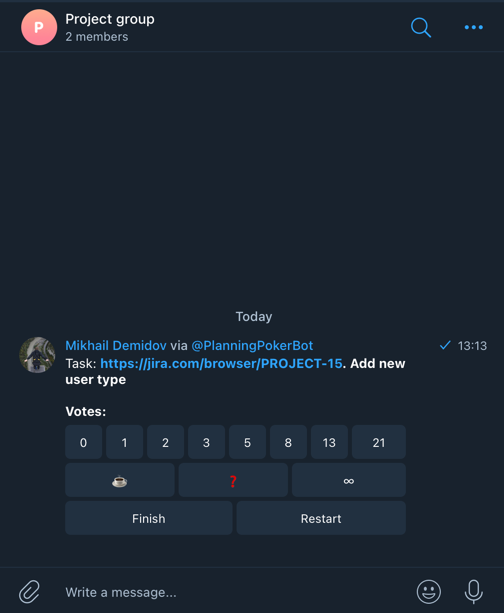 P
Project group
2 members
Today
Mikhail Demidov via @PlanningPokerBot
13:13
Task: https://jira.com/browser/PROJECT-15. Add new
user type
Votes:
0 1 2 3 5 8 13 21
☕ ❓ ∞
Finish Restart
Write a message...